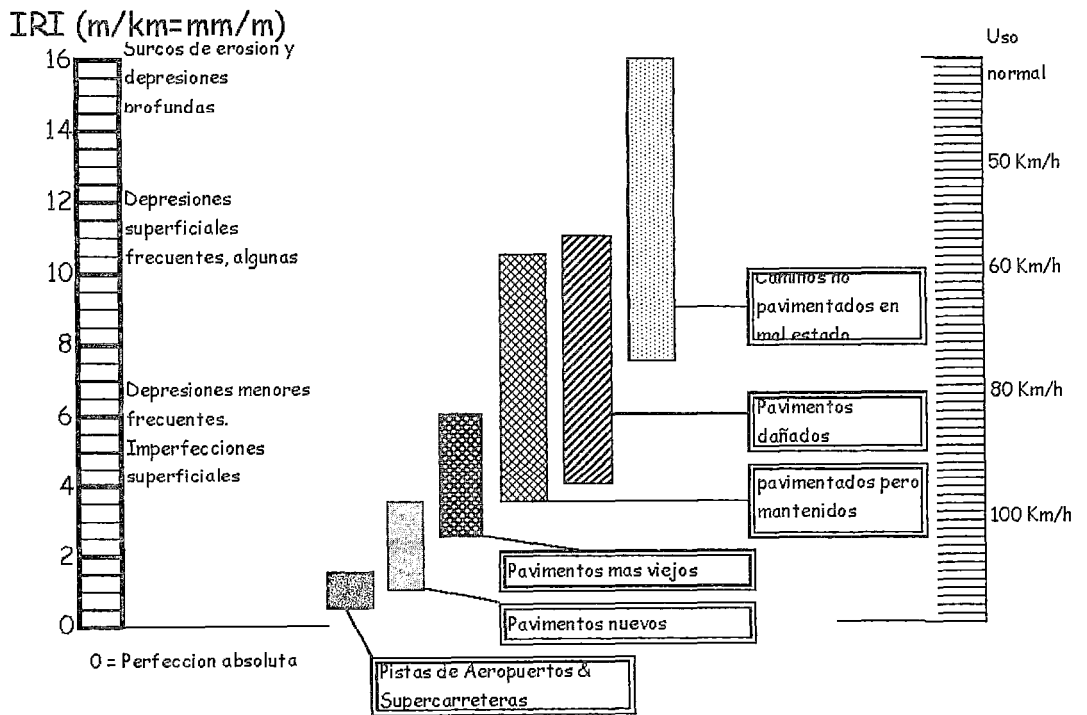 IRI (m/km=mm/m)
16
14
12
10
8
6
4
2
0
Surcos de erosion y
depresiones
profundas
Depresiones
superficiales
frecuentes, algunas
Depresiones menores
frecuentes.
Imperfecciones
superficiales
0 = Perfeccion absoluta
Caminos no
pavimentados en
mal estado
Pavimentos
dañados
pavimentados pero
mantenidos
Pavimentos mas viejos
Pavimentos nuevos
Pistas de Aeropuertos &
Supercarreteras
Uso
normal
50 Km/h
60 Km/h
80 Km/h
100 Km/h